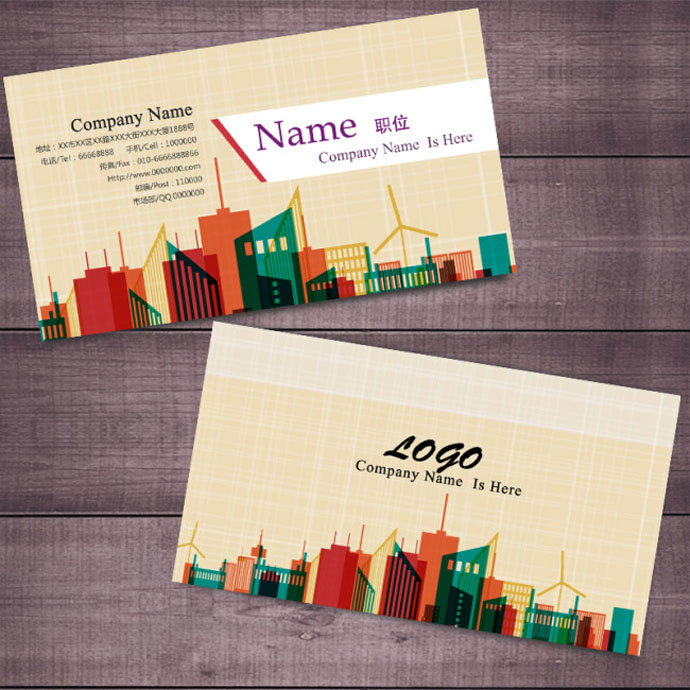 Company Name
地址: XX市XX区XX路XXX大街XXX大厦1888号
电话/Tel : 66668888 手机/Cell : 1000000
传真/Fax : 010-6666888866
Http://www.0000000.com
邮编/Post : 110000
市场部/QQ 0000000
Name 职位
Company Name Is Here
LOGO
Company Name Is Here